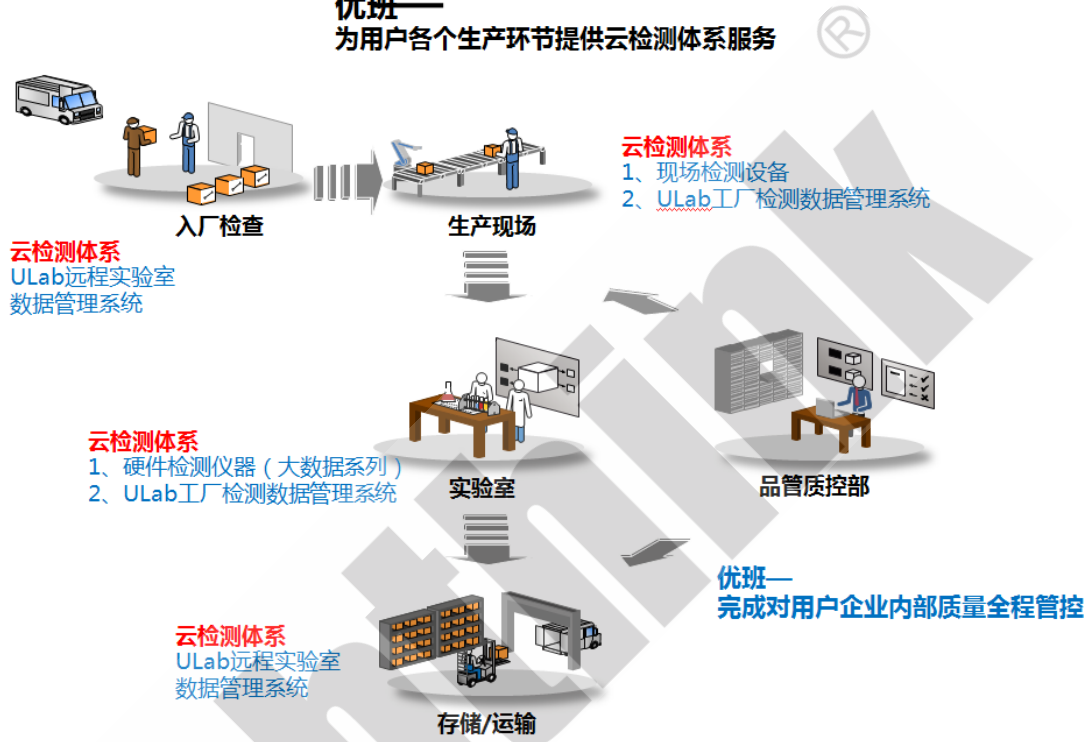 优班——
为用户各个生产环节提供云检测体系服务
®
云检测体系
1、现场检测设备
2、ULab工厂检测数据管理系统
入厂检查
生产现场
云检测体系
ULab远程实验室
数据管理系统
云检测体系
1、硬件检测仪器（大数据系列）
2、ULab工厂检测数据管理系统
实验室
品管质控部
优班—
完成对用户企业内部质量全程管控
云检测体系
ULab远程实验室
数据管理系统
存储/运输